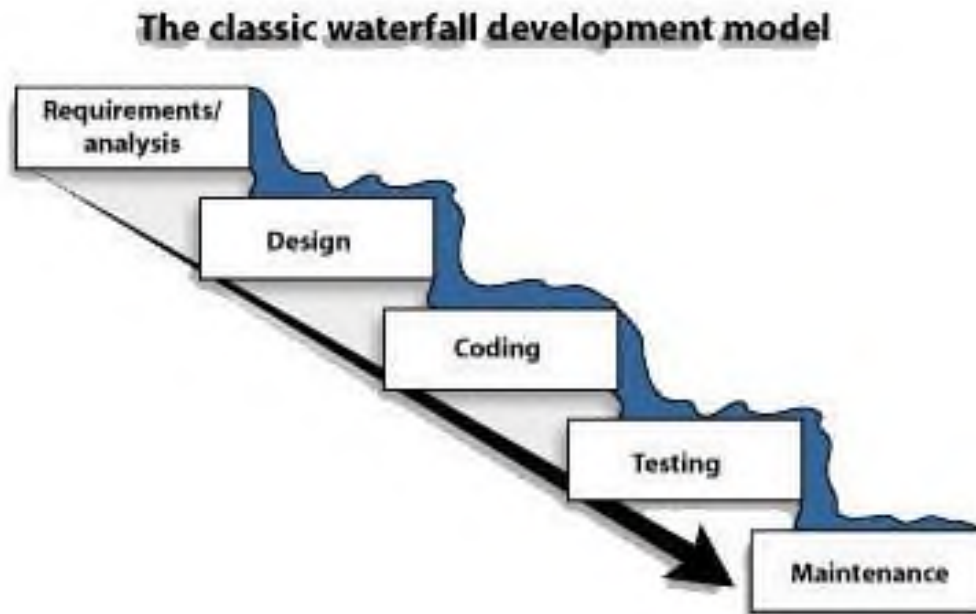 The classic waterfall development model
Requirements/
analysis
Design
Coding
Testing
Maintenance